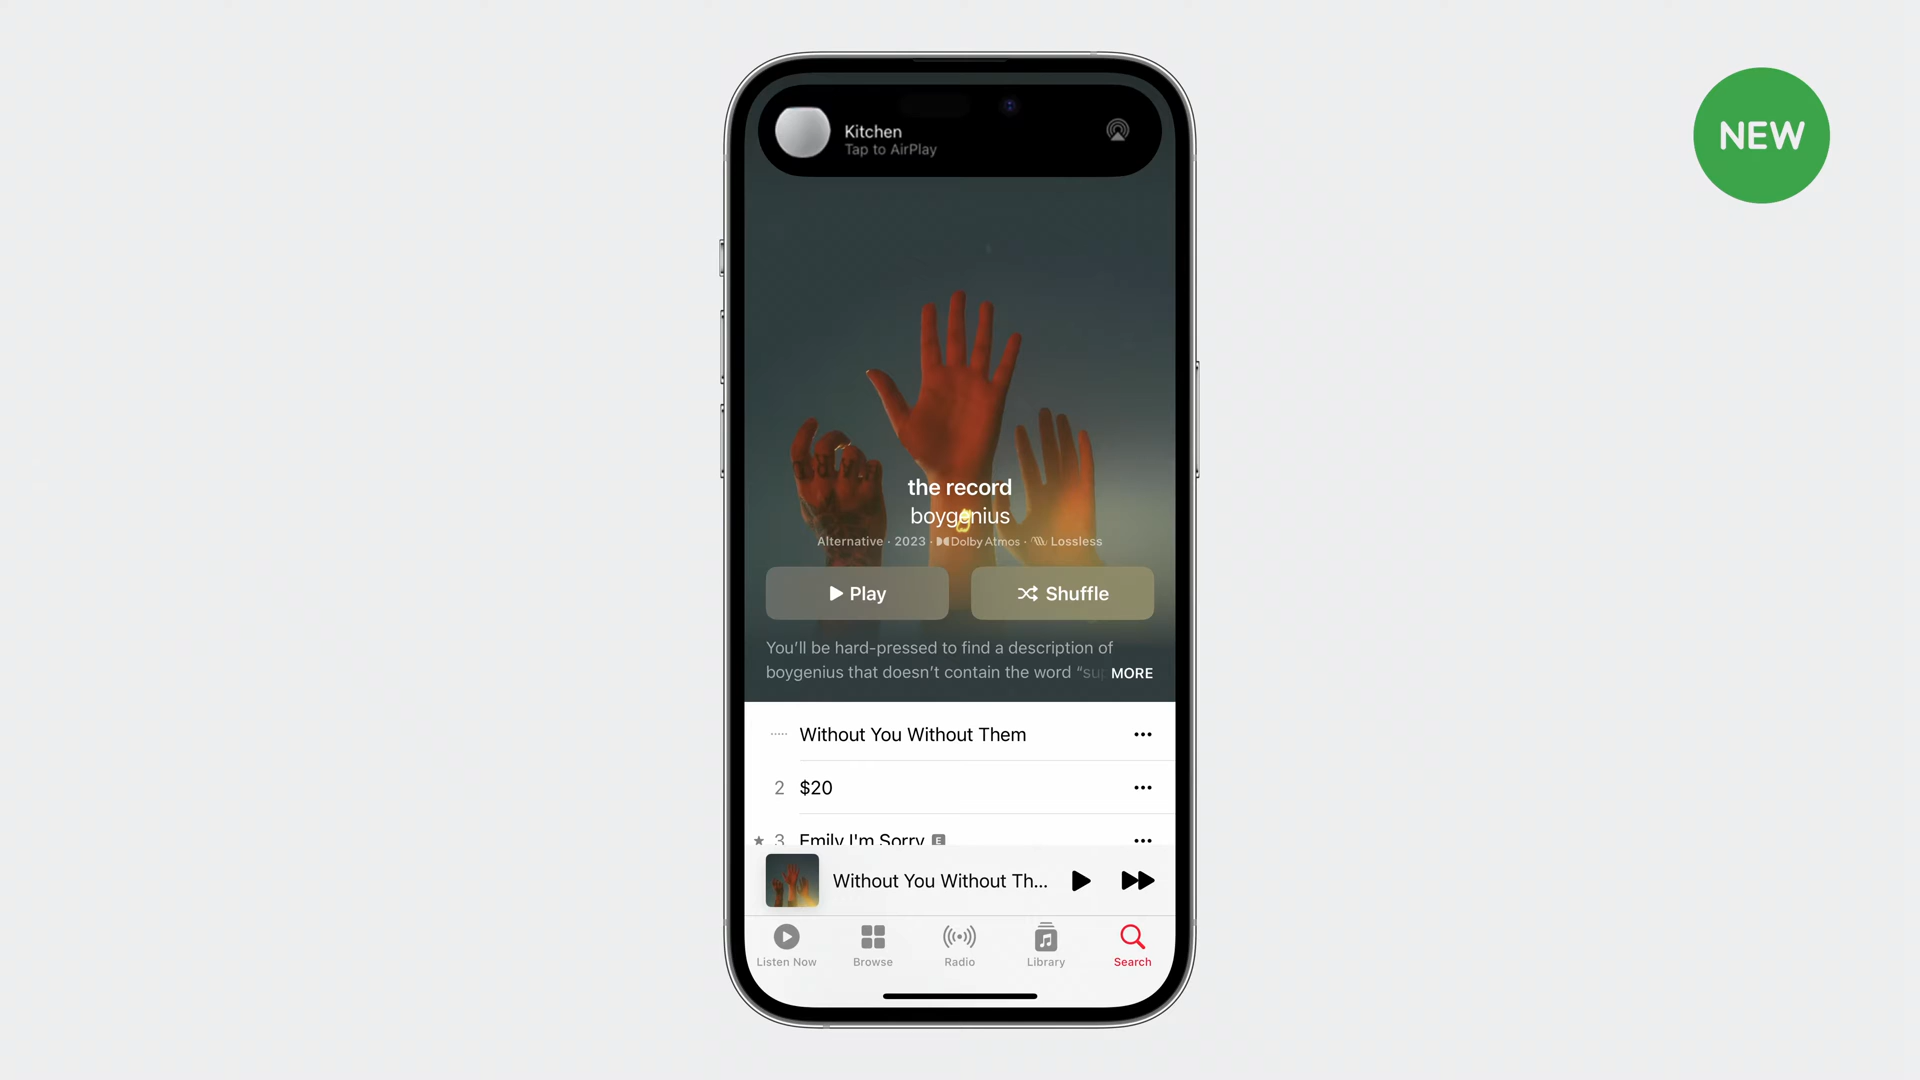 NEW
Kitchen
Tap to AirPlay
the record
boygenius
Alternative · 2023 · Dolby Atmos · Lossless
Play
Shuffle
You’ll be hard-pressed to find a description of
boygenius that doesn’t contain the word “sup MORE
Without You Without Them
2 $20
★ 3 Emily I'm Sorry E
Without You Without Th...
Listen Now
Browse
Radio
Library
Search